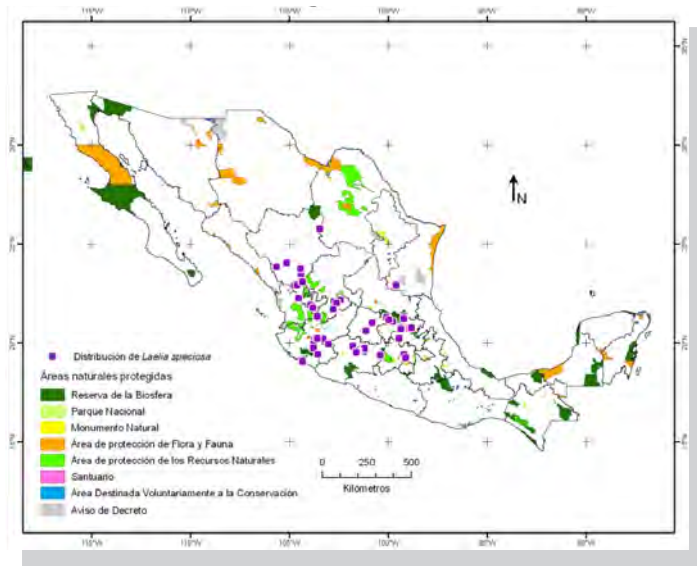 N
Distribución de Laelia speciosa
Áreas naturales protegidas
Reserva de la Biosfera
Parque Nacional
Monumento Natural
Área de protección de Flora y Fauna
Área de protección de los Recursos Naturales
Santuario
Área Destinada Voluntariamente a la Conservación
Aviso de Decreto
0 250 500
Kilómetros